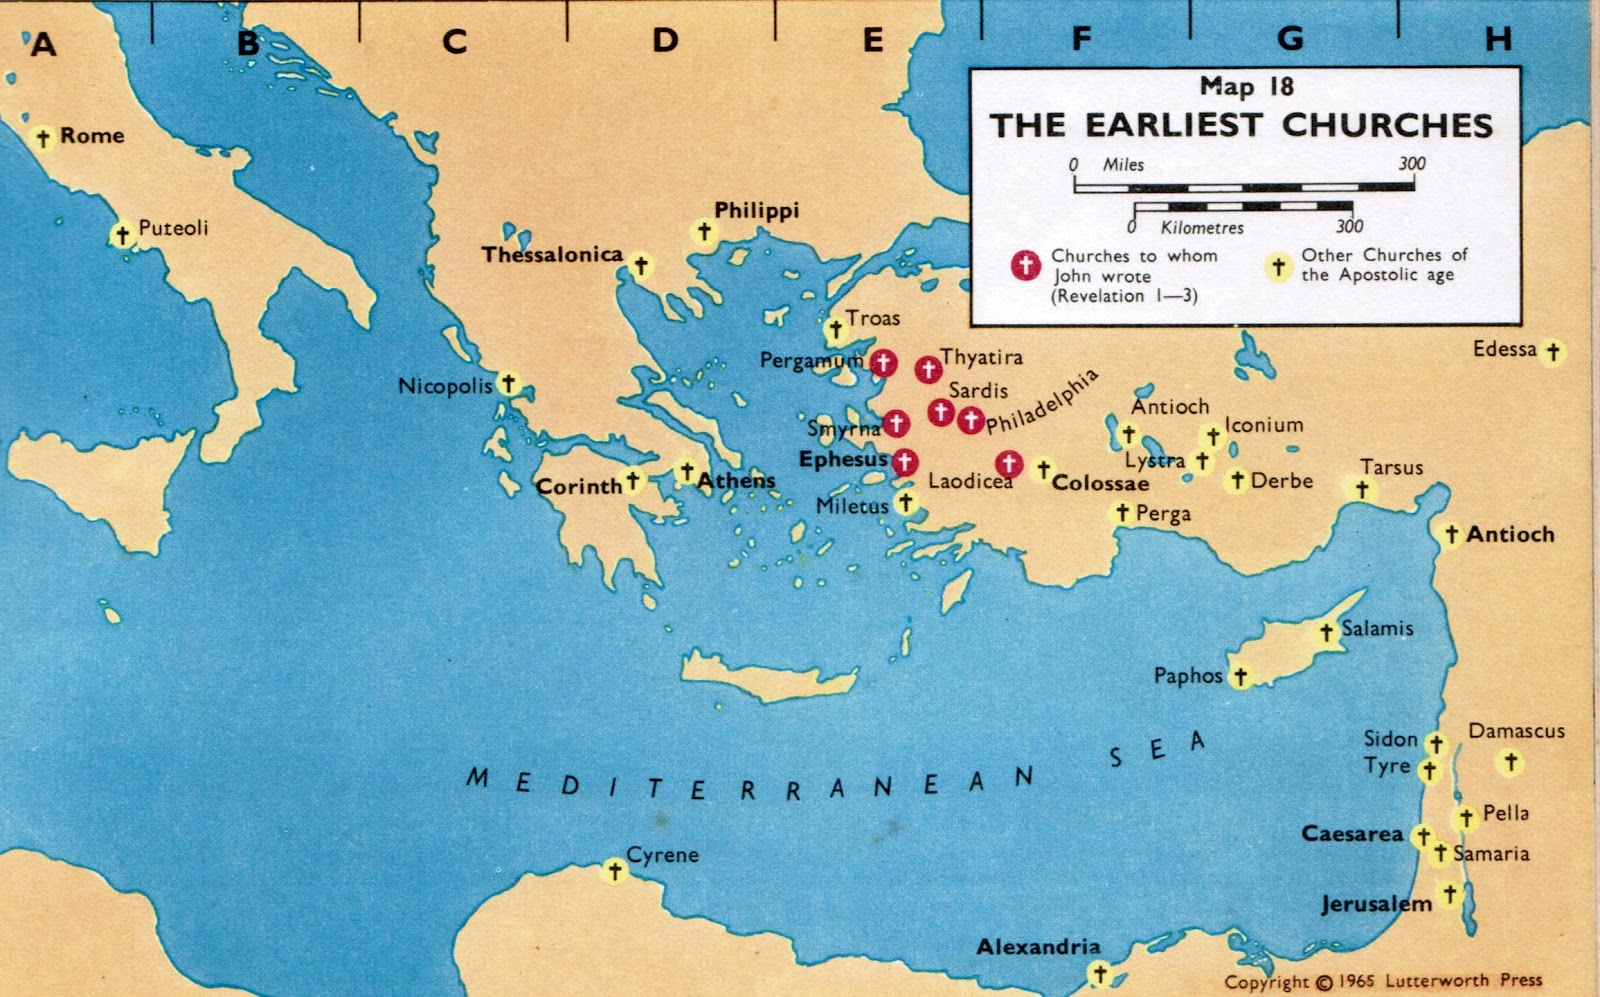 A B C D E F G H
Map 18
THE EARLIEST CHURCHES
0 Miles 300
0 Kilometres 300
Churches to whom
John wrote
(Revelation 1—3)
Other Churches of
the Apostolic age
Rome
Puteoli
Philippi
Thessalonica
Troas
Edessa
Pergamum
Thyatira
Nicopolis
Sardis
Philadelphia
Antioch
Iconium
Smyrna
Ephesus
Lystra
Tarsus
Corinth
Athens
Laodicea
Colossae
Derbe
Miletus
Perga
Antioch
Salamis
Paphos
Sidon
Damascus
Tyre
MEDITERRANEAN SEA
Pella
Caesarea
Samaria
Cyrene
Jerusalem
Alexandria
Copyright © 1965 Lutterworth Press